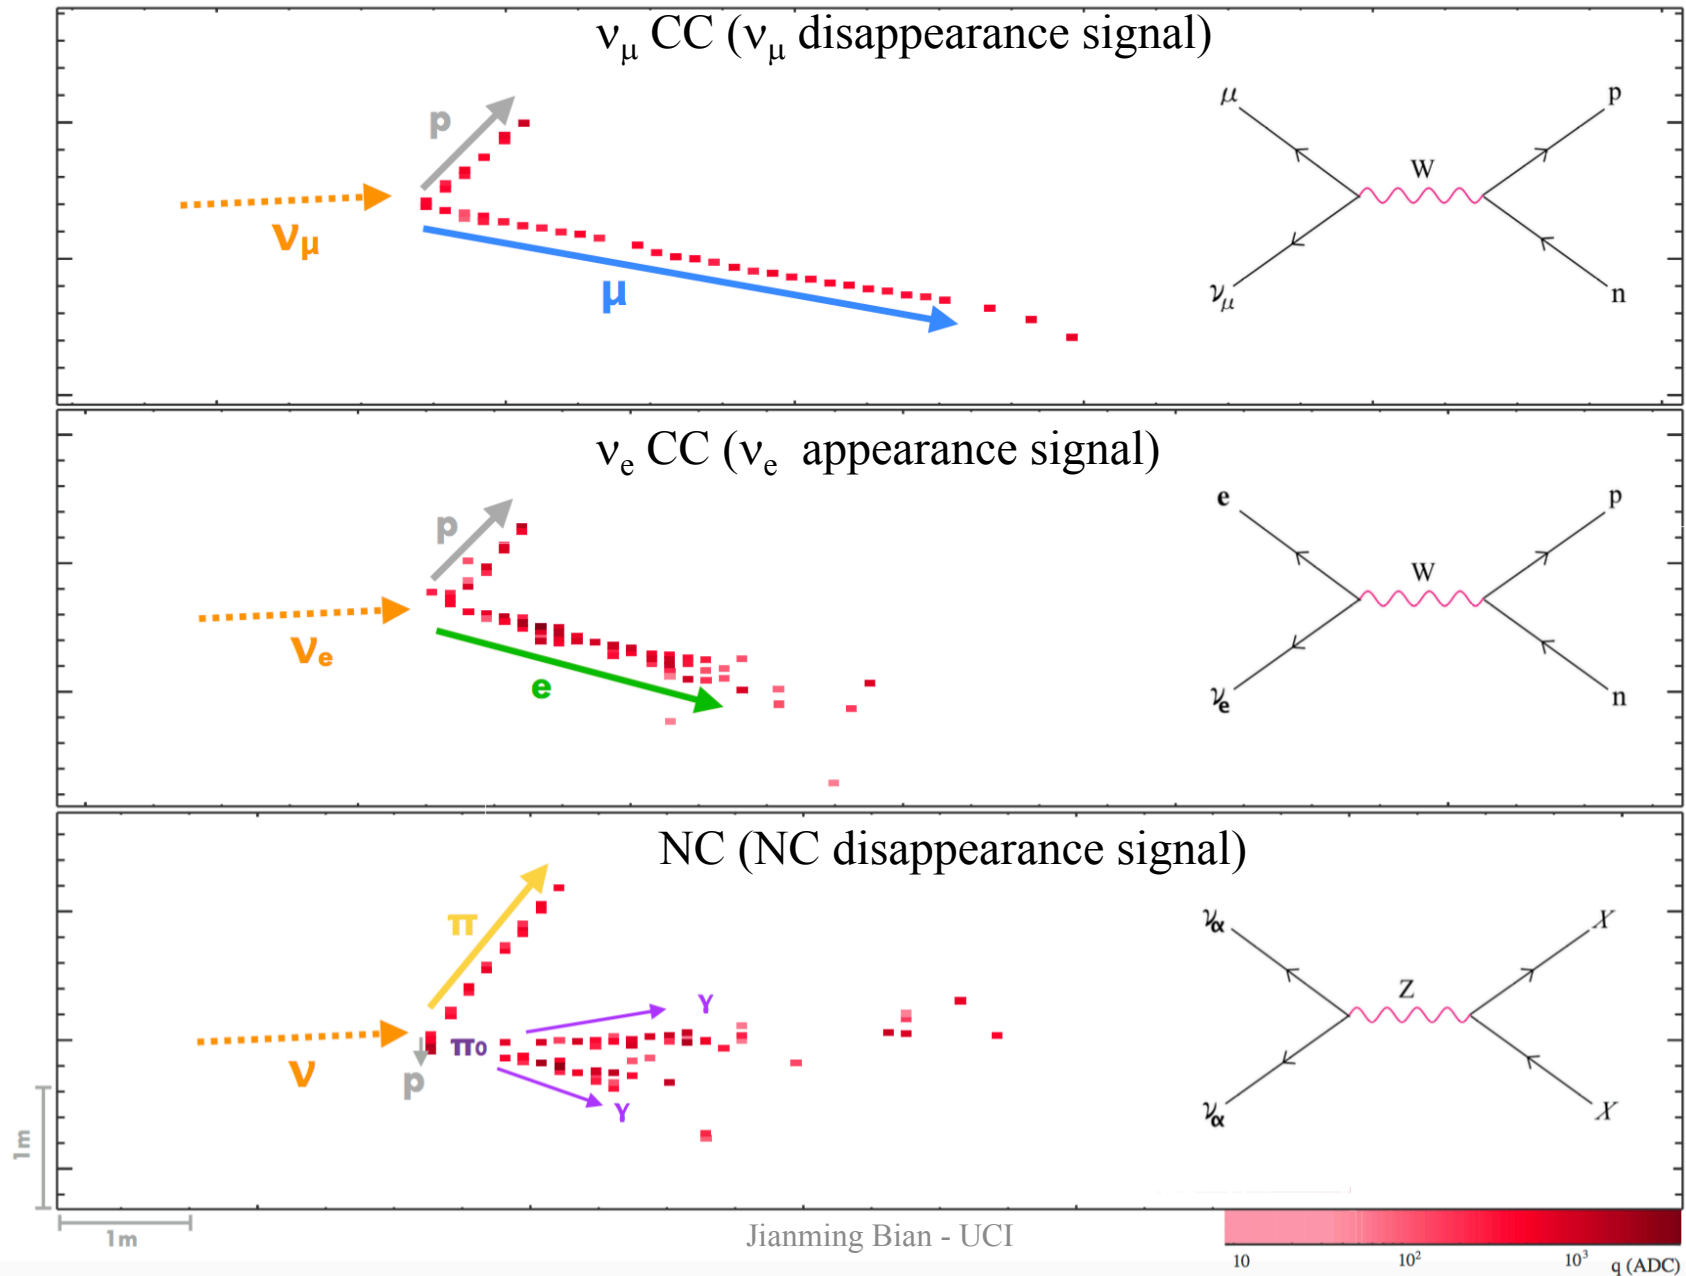 νμ CC (νμ disappearance signal)
p
νμ
μ
μ
p
W
νμ
n
νe CC (νe appearance signal)
p
νe
e
e
p
W
νe
n
NC (NC disappearance signal)
π
γ
ν
π0
p
γ
να
X
Z
να
X
1m
1m
Jianming Bian - UCI
10
10²
10³
q (ADC)